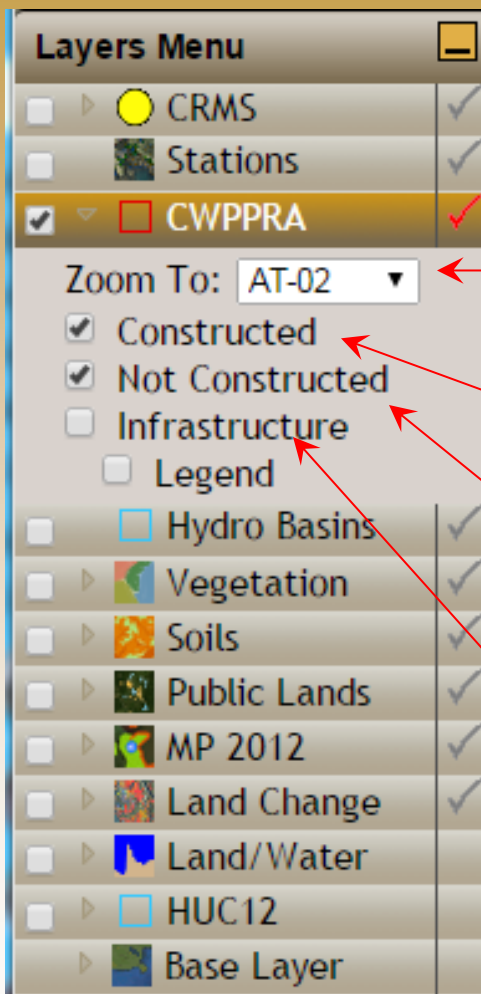 Layers Menu
CRMS
Stations
CWPPRA
Zoom To: AT-02
Constructed
Not Constructed
Infrastructure
Legend
Hydro Basins
Vegetation
Soils
Public Lands
MP 2012
Land Change
Land/Water
HUC12
Base Layer